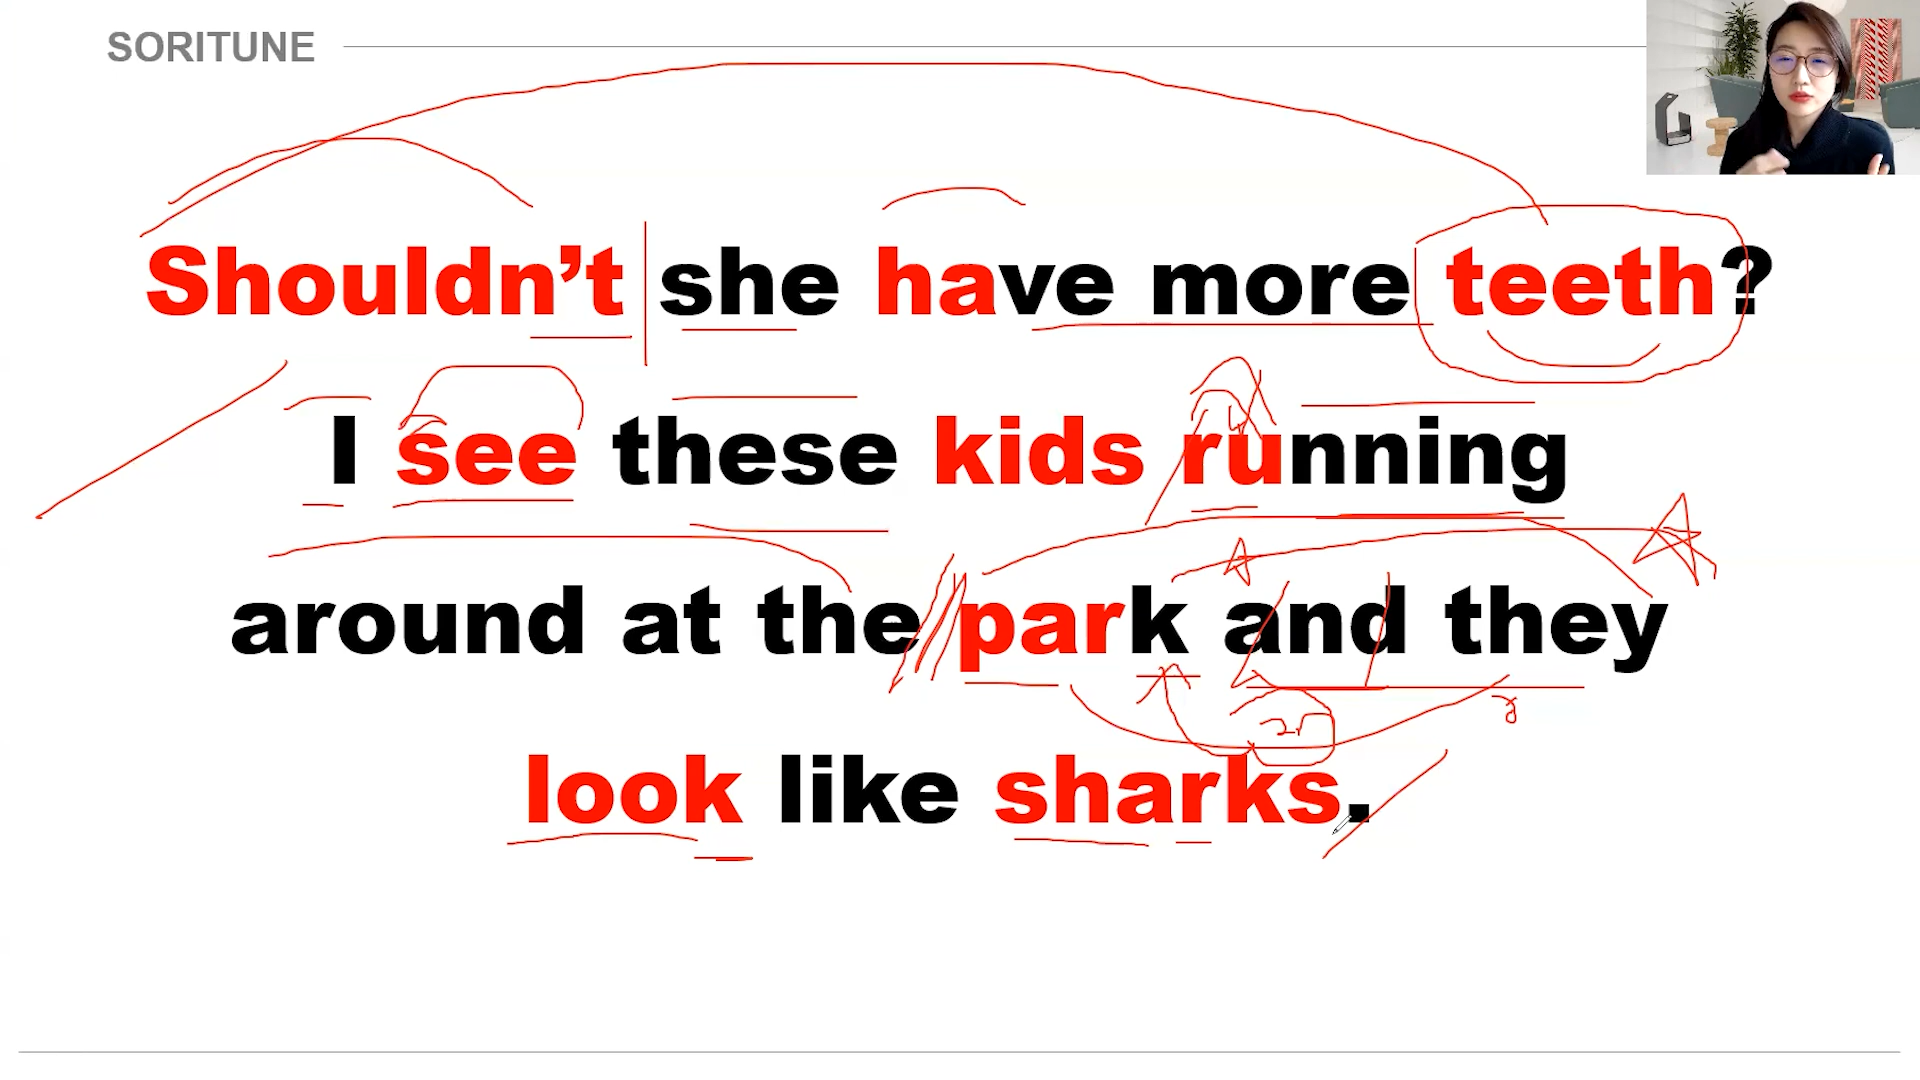 SORITUNE
Shouldn't she have more teeth?
I see these kids running
around at the park and they
look like sharks.